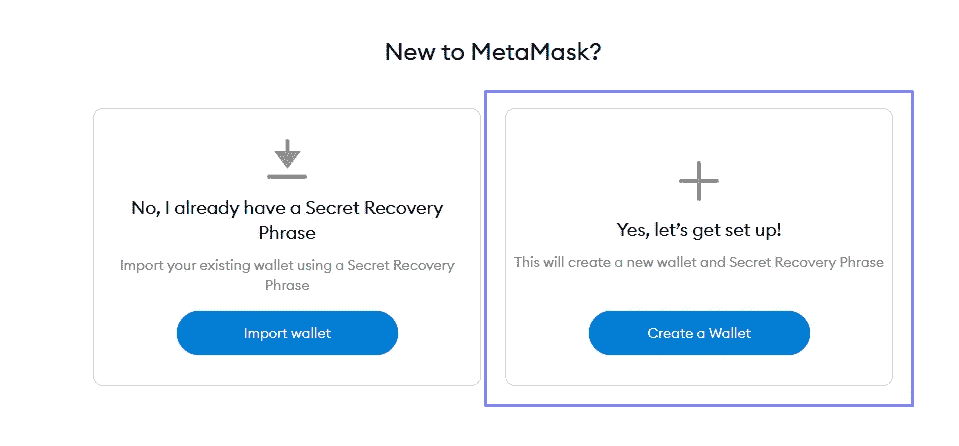 New to MetaMask?
No, I already have a Secret Recovery
Phrase
Import your existing wallet using a Secret Recovery
Phrase
Import wallet
Yes, let’s get set up!
This will create a new wallet and Secret Recovery Phrase
Create a Wallet